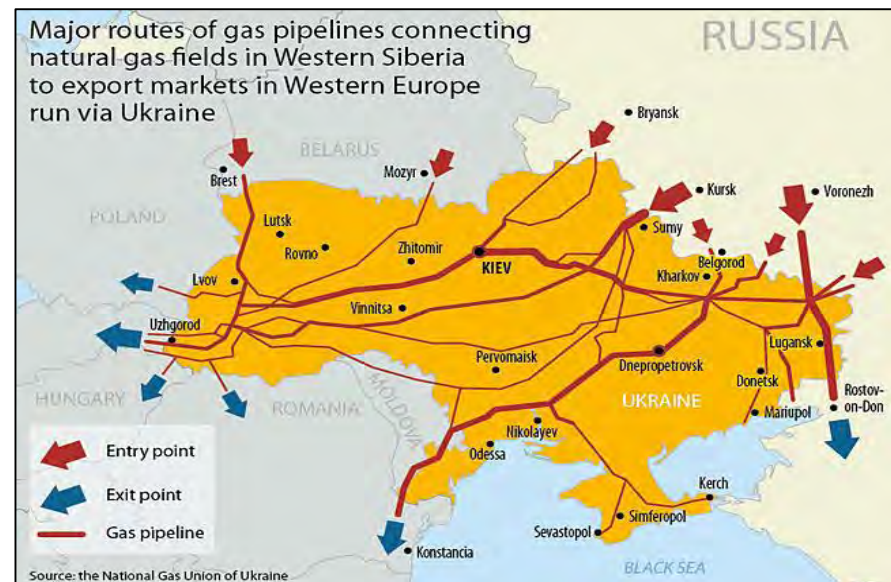 Major routes of gas pipelines connecting
natural gas fields in Western Siberia
to export markets in Western Europe
run via Ukraine
RUSSIA
Bryansk
BELARUS
Mozyr
Brest
Kursk
Voronezh
POLAND
Lutsk
Rovno
Zhitomir
KIEV
Sumy
Belgorod
Kharkov
Lvov
Vinnitsa
Uzhgorod
Pervomaisk
Dnepropetrovsk
Lugansk
Donetsk
HUNGARY
ROMANIA
MOLDOVA
UKRAINE
Mariupol
Rostov-
on-Don
Nikolayev
Odessa
Entry point
Exit point
Gas pipeline
Kerch
Simferopol
Sevastopol
Konstancia
BLACK SEA
Source: the National Gas Union of Ukraine